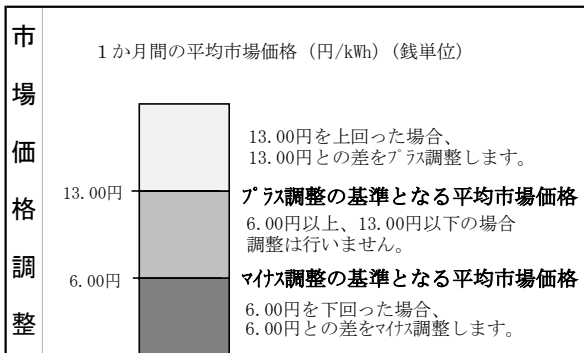 市場価格調整
1か月間の平均市場価格（円/kWh）（銭単位）
13.00円を上回った場合、
13.00円との差をﾌﾟﾗｽ調整します。
13.00円
ﾌﾟﾗｽ調整の基準となる平均市場価格
6.00円以上、13.00円以下の場合
調整は行いません。
6.00円
ﾏｲﾅｽ調整の基準となる平均市場価格
6.00円を下回った場合、
6.00円との差をﾏｲﾅｽ調整します。